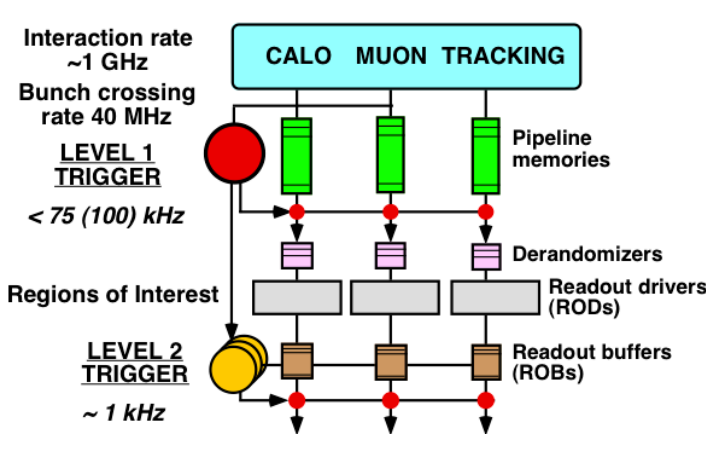 Interaction rate
~1 GHz
CALO MUON TRACKING
Bunch crossing
rate 40 MHz
LEVEL 1
TRIGGER
Pipeline
memories
< 75 (100) kHz
Derandomizers
Regions of Interest
Readout drivers
(RODs)
LEVEL 2
TRIGGER
Readout buffers
(ROBs)
~ 1 kHz